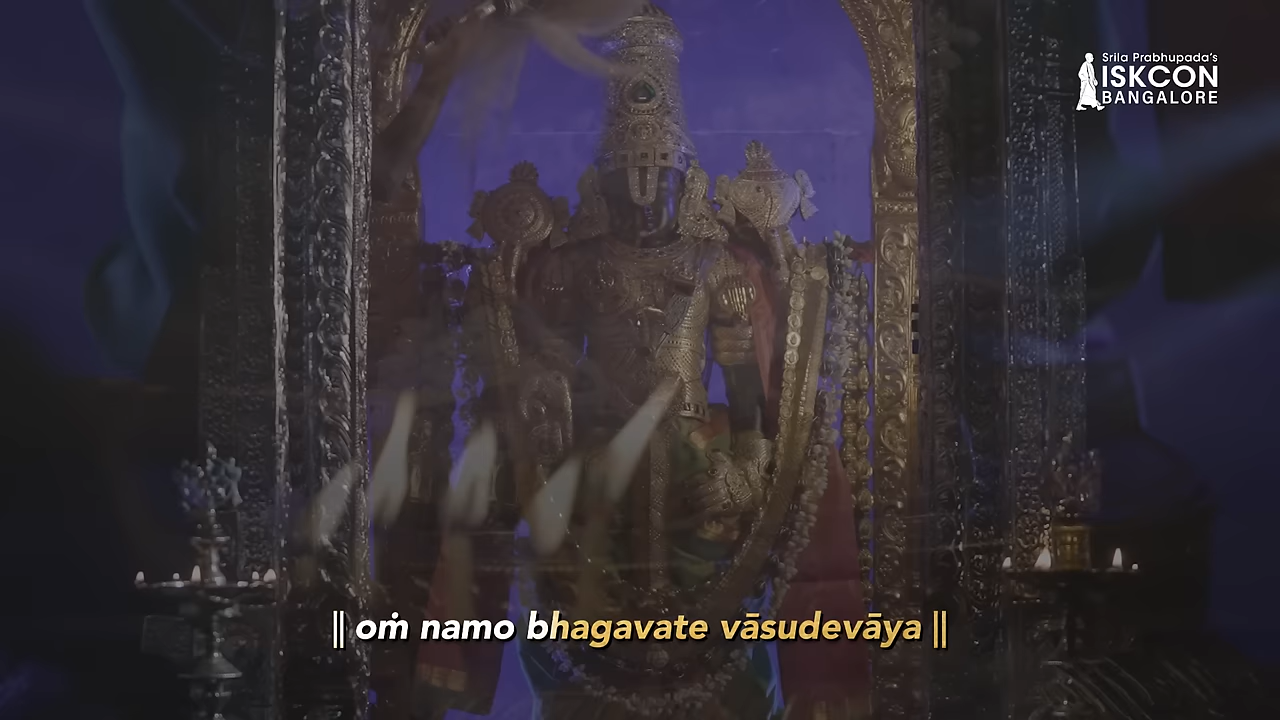 Srila Prabhupada's
ISKCON
BANGALORE
|| oṁ namo bhagavate vāsudevāya ||